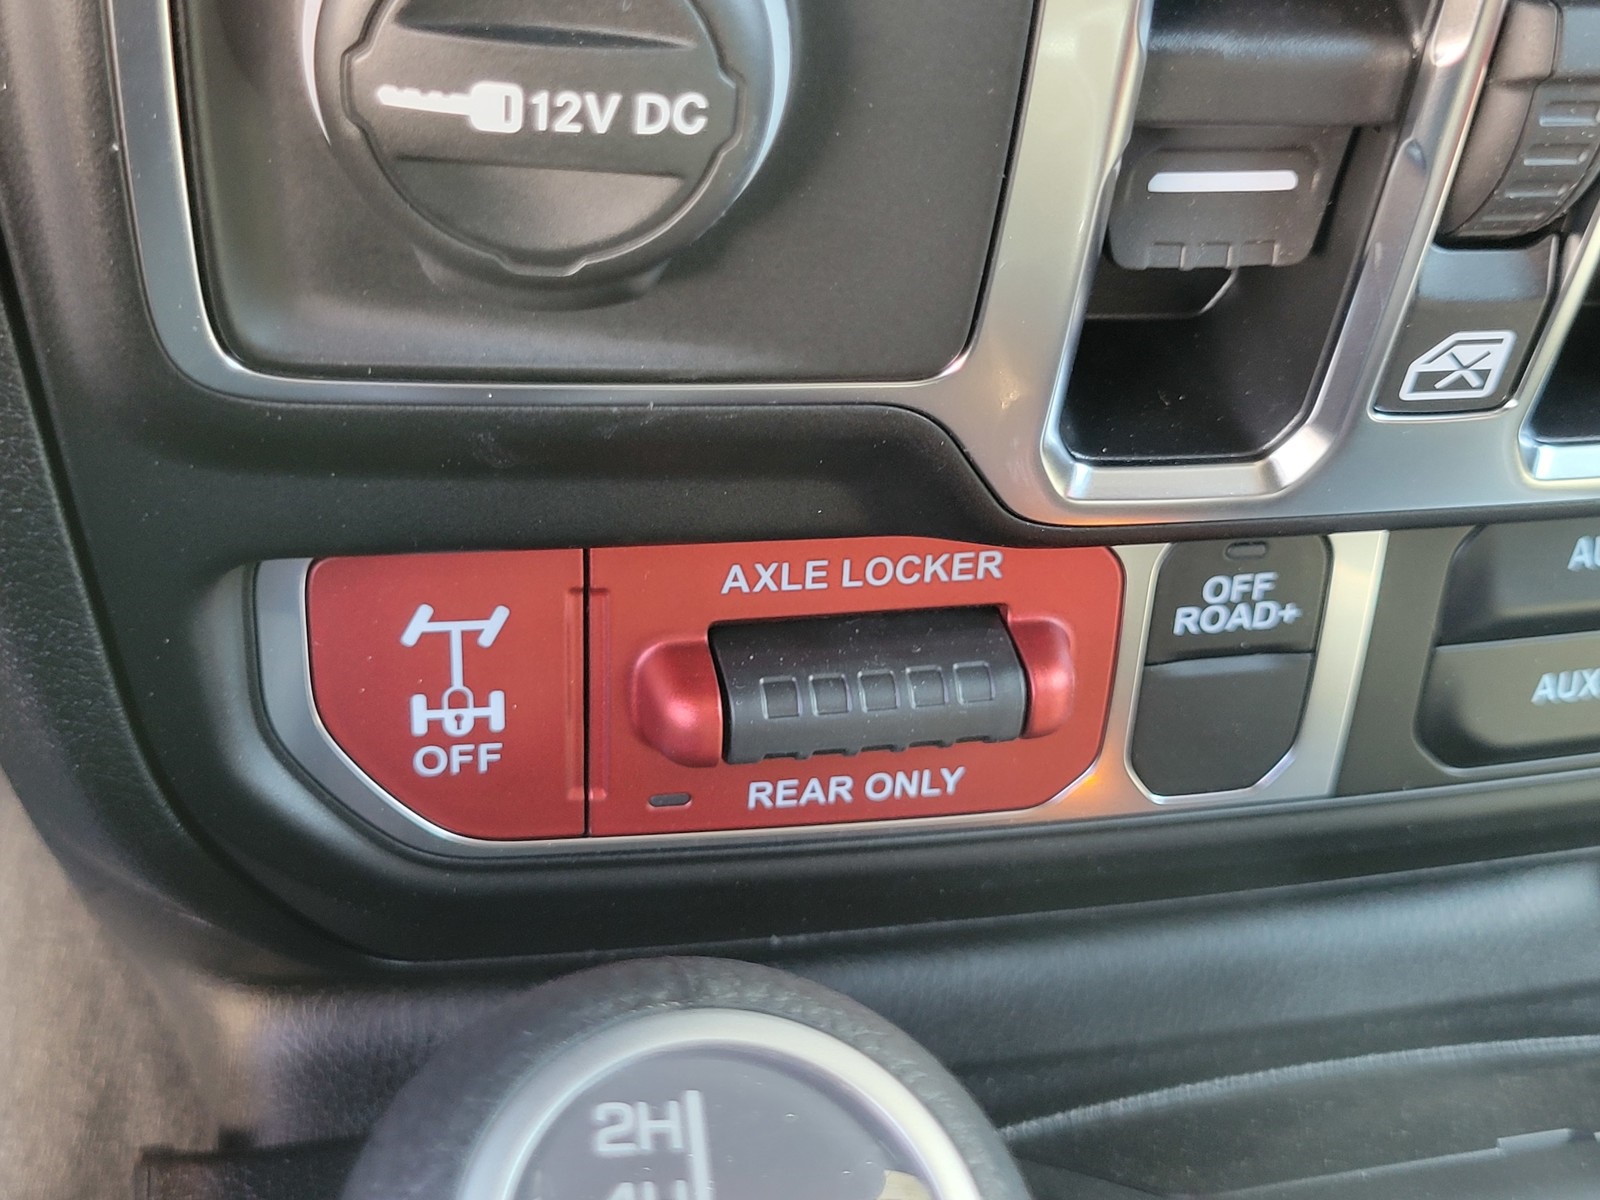 12V DC
AXLE LOCKER
OFF
REAR ONLY
OFF
ROAD+
AUX
2H